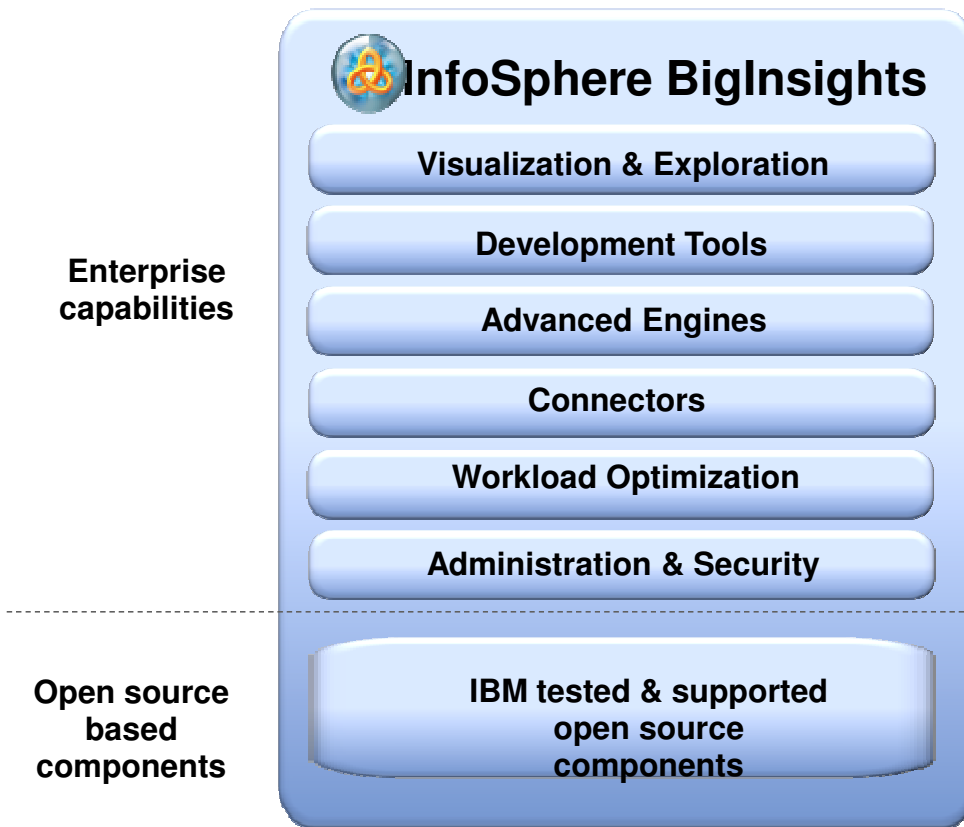 InfoSphere BigInsights
Visualization & Exploration
Development Tools
Enterprise
capabilities
Advanced Engines
Connectors
Workload Optimization
Administration & Security
Open source
based
components
IBM tested & supported
open source
components